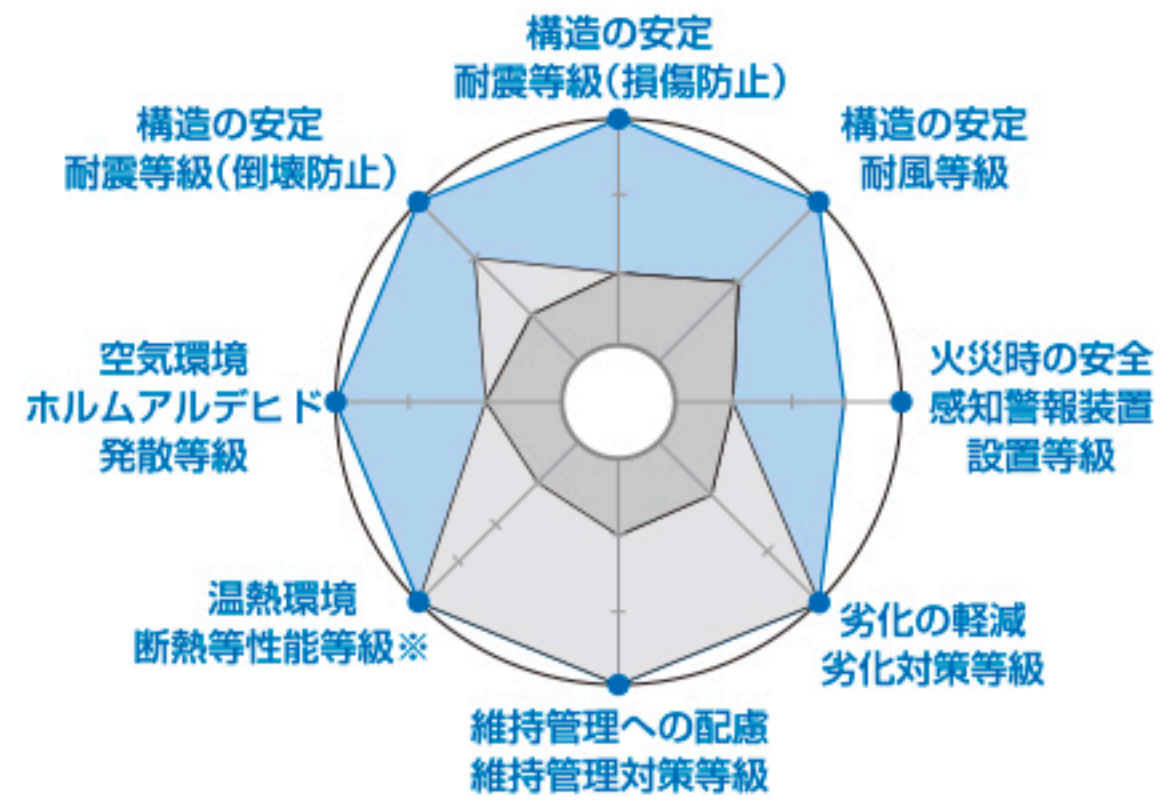 構造の安定
耐震等級(損傷防止)
構造の安定
耐風等級
火災時の安全
感知警報装置
設置等級
劣化の軽減
劣化対策等級
維持管理への配慮
維持管理対策等級
温熱環境
断熱等性能等級※
空気環境
ホルムアルデヒド
発散等級
構造の安定
耐震等級(倒壊防止)